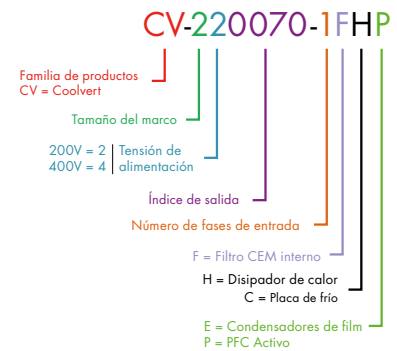 CV-220070-1FHP
Familia de productos
CV = Coolvert
Tamaño del marco
200V = 2 | Tensión de
400V = 4 | alimentación
Índice de salida
Número de fases de entrada
F = Filtro CEM interno
H = Disipador de calor
C = Placa de frío
E = Condensadores de film
P = PFC Activo